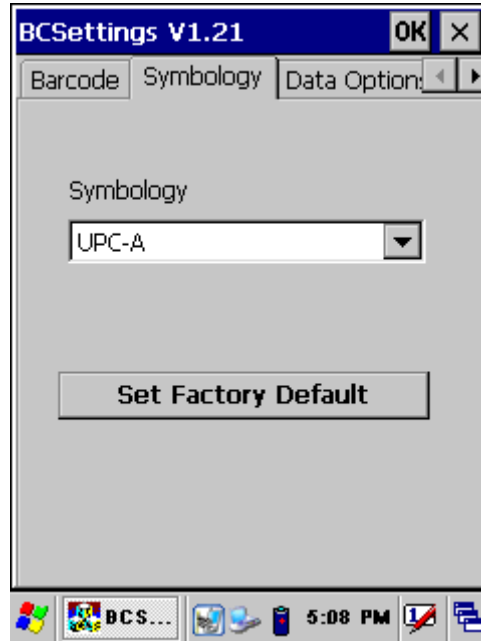 BCSettings V1.21 OK
Barcode Symbology Data Option
Symbology
UPC-A
Set Factory Default
BCS... 5:08 PM